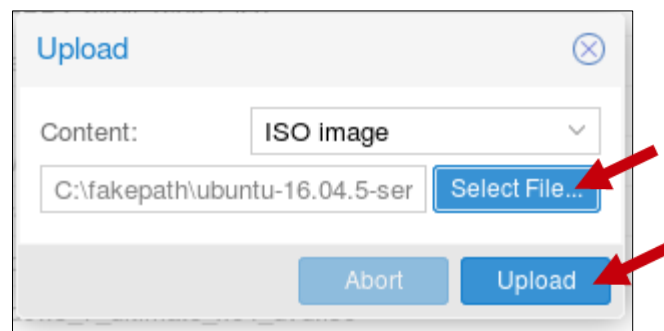 Upload
Content: ISO image
C:\fakepath\ubuntu-16.04.5-ser Select File...
Abort Upload